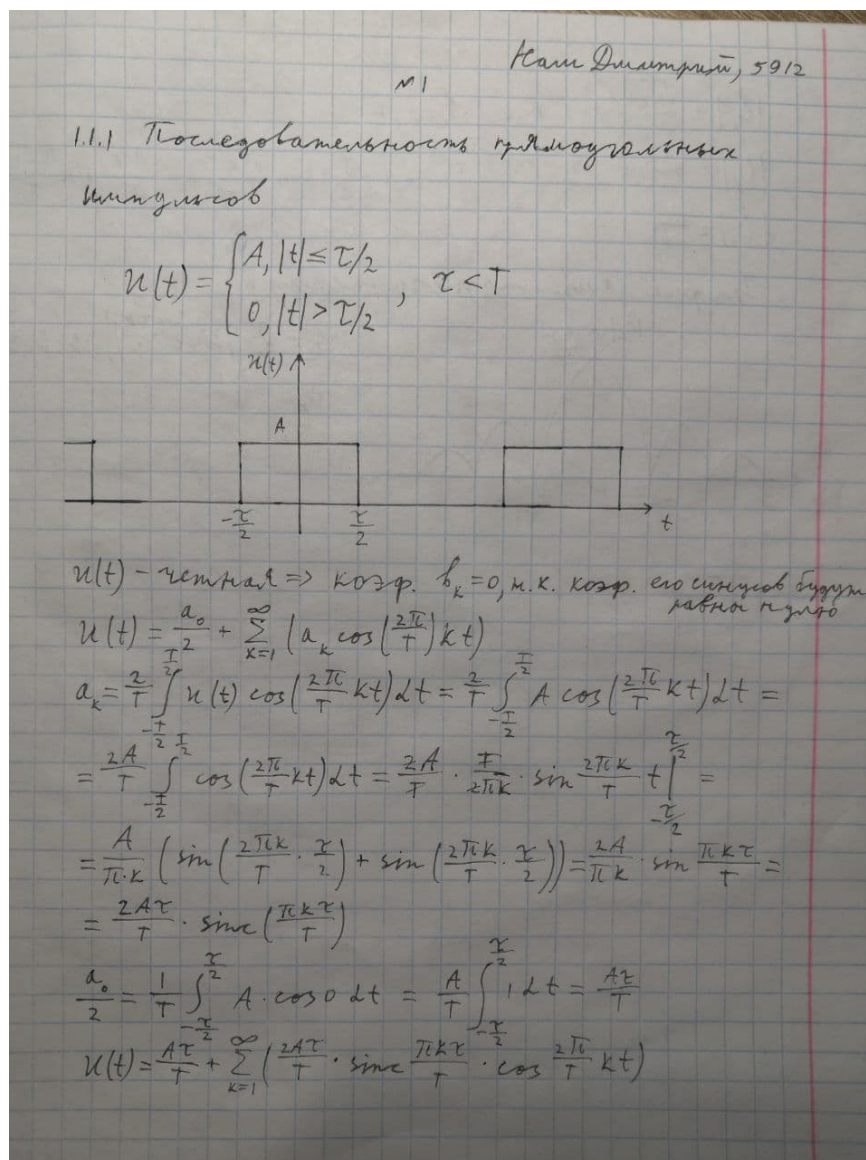 Нам Дмитрий, 5912
№1
1.1.1 Последовательность прямоугольных
импульсов
u(t) = { A, |t| ≤ τ/2
0, |t| > τ/2 , τ < T
u(t)
A
-τ/2 τ/2 t
u(t) - четная => коэф. b_k = 0, т.к. коэф. его синусов будут
равны нулю
u(t) = a_0/2 + ∑_{k=1}^{∞} (a_k cos(2π/T) kt)
a_k = 2/T ∫_{-T/2}^{T/2} u(t) cos(2π/T kt) dt = 2/T ∫_{-T/2}^{T/2} A cos(2π/T kt) dt =
= 2A/T ∫_{-T/2}^{T/2} cos(2π/T kt) dt = 2A/T · T/2πk · sin 2πk/T t |_{-τ/2}^{τ/2} =
= A/π·k (sin(2πk/T · τ/2) + sin(2πk/T · τ/2)) = 2A/πk · sin πkτ/T =
= 2Aτ/T · sinc(πkτ/T)
a_0/2 = 1/T ∫_{-τ/2}^{τ/2} A · cos 0 dt = A/T ∫_{-τ/2}^{τ/2} 1 dt = Aτ/T
u(t) = Aτ/T + ∑_{k=1}^{∞} (2Aτ/T · sinc πkτ/T · cos 2π/T kt)